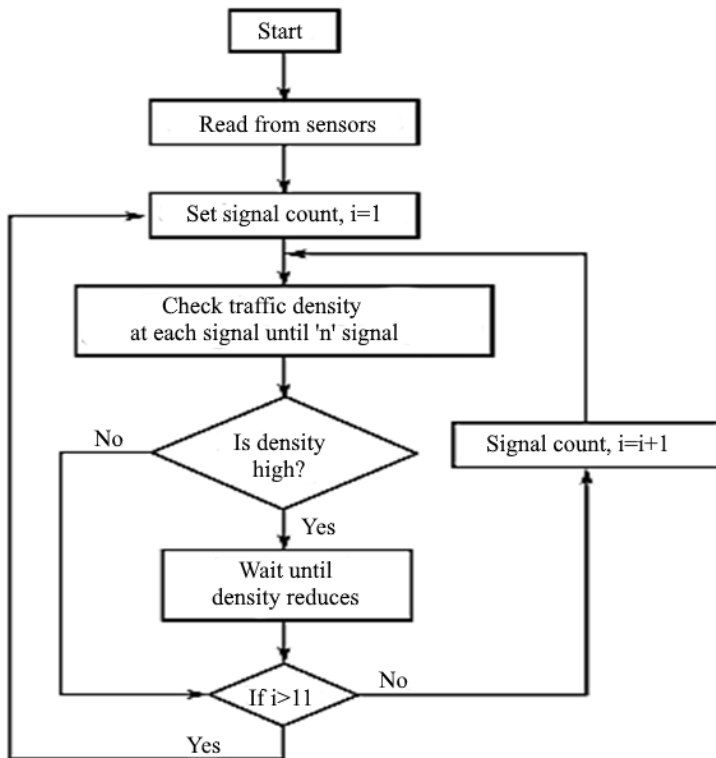 Start
Read from sensors
Set signal count, i=1
Check traffic density
at each signal until 'n' signal
No
Is density
high?
Signal count, i=i+1
Yes
Wait until
density reduces
If i>11
No
Yes